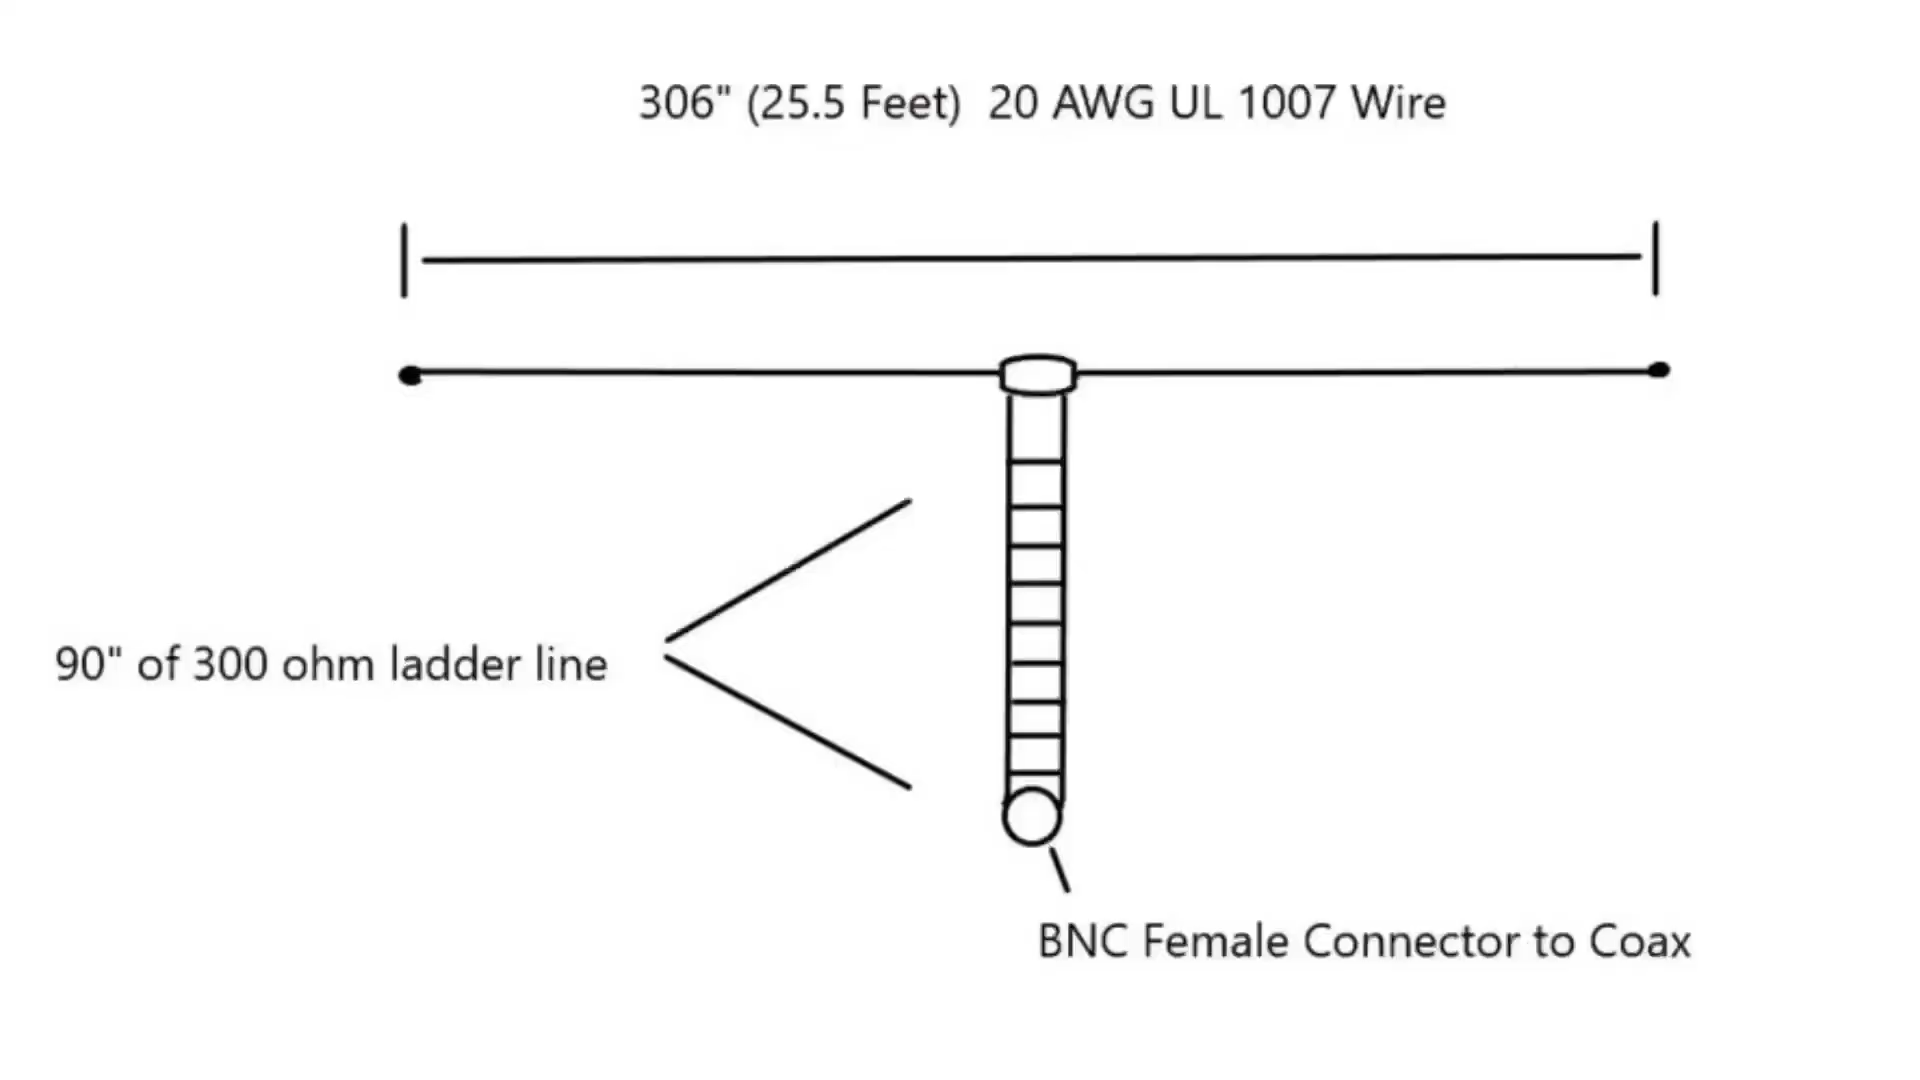 306" (25.5 Feet)  20 AWG UL 1007 Wire
90" of 300 ohm ladder line
BNC Female Connector to Coax